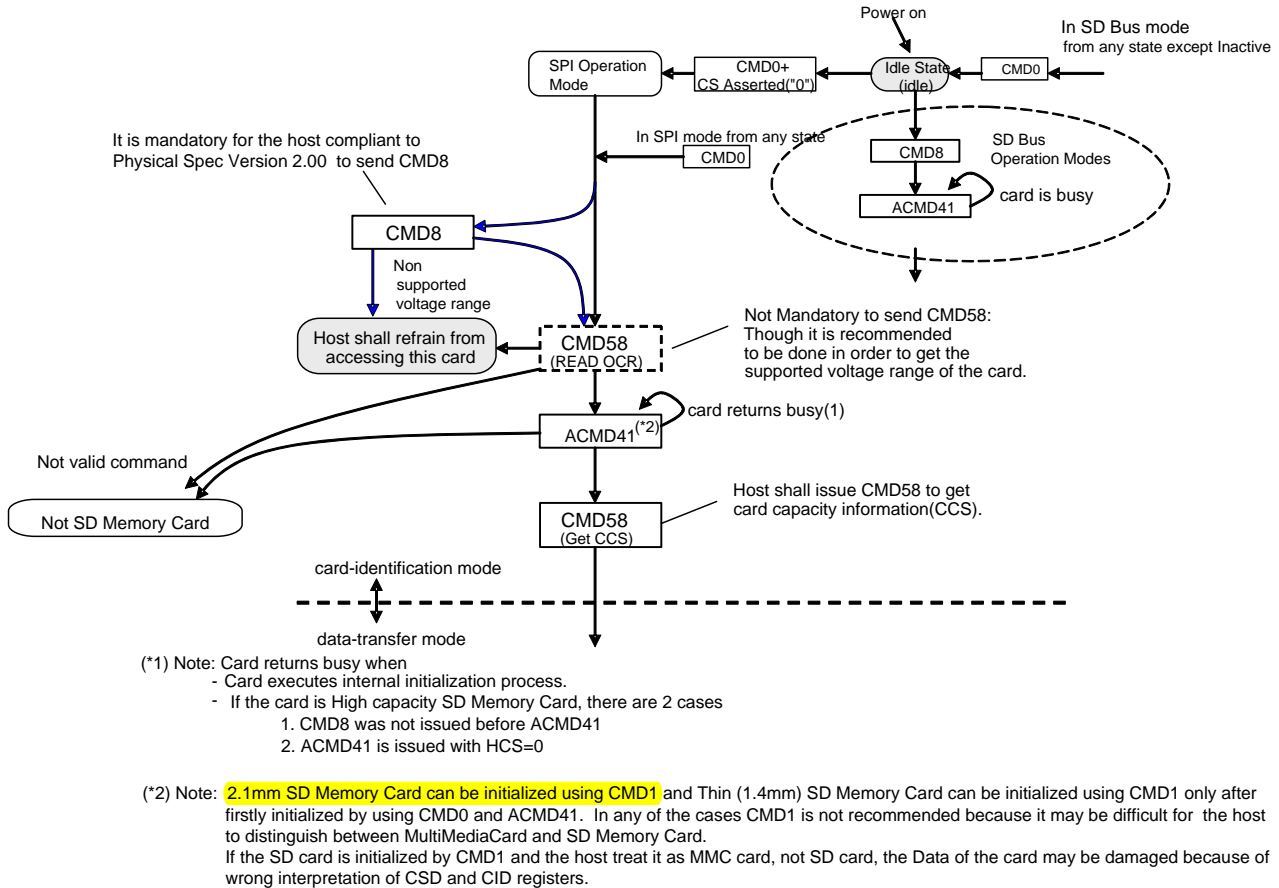 Power on
In SD Bus mode
from any state except Inactive
SPI Operation
Mode
CMD0+
CS Asserted("0")
Idle State
(idle)
CMD0
It is mandatory for the host compliant to
Physical Spec Version 2.00 to send CMD8
In SPI mode from any state
CMD0
CMD8
SD Bus
Operation Modes
ACMD41
card is busy
CMD8
Non
supported
voltage range
Host shall refrain from
accessing this card
CMD58
(READ OCR)
Not Mandatory to send CMD58:
Though it is recommended
to be done in order to get the
supported voltage range of the card.
card returns busy(1)
ACMD41(*2)
Not valid command
Not SD Memory Card
CMD58
(Get CCS)
Host shall issue CMD58 to get
card capacity information(CCS).
card-identification mode
data-transfer mode
(*1) Note: Card returns busy when
- Card executes internal initialization process.
- If the card is High capacity SD Memory Card, there are 2 cases
1. CMD8 was not issued before ACMD41
2. ACMD41 is issued with HCS=0
(*2) Note: 2.1mm SD Memory Card can be initialized using CMD1 and Thin (1.4mm) SD Memory Card can be initialized using CMD1 only after
firstly initialized by using CMD0 and ACMD41. In any of the cases CMD1 is not recommended because it may be difficult for the host
to distinguish between MultiMediaCard and SD Memory Card.
If the SD card is initialized by CMD1 and the host treat it as MMC card, not SD card, the Data of the card may be damaged because of
wrong interpretation of CSD and CID registers.